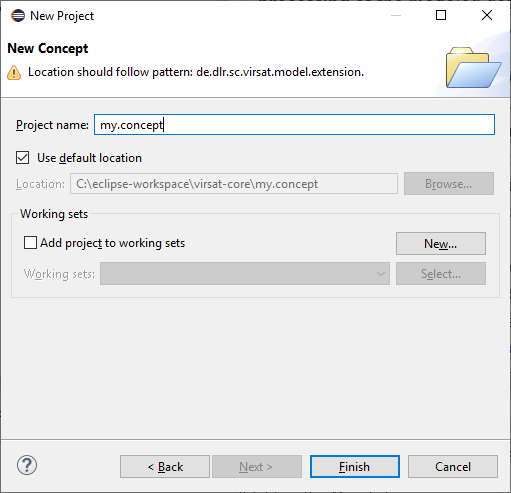 New Project
New Concept
Location should follow pattern: de.dlr.sc.virsat.model.extension.
Project name: my.concept
Use default location
Location: C:\eclipse-workspace\virsat-core\my.concept Browse...
Working sets
Add project to working sets New...
Working sets: Select...
? < Back Next > Finish Cancel